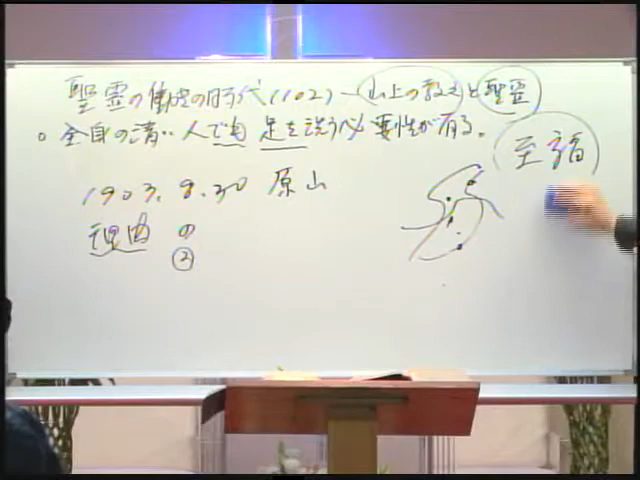 聖霊の働きの時代(102)-山上の教えと聖霊
○ 全身の清い人でも 足を洗う必要性が有る。
至福
1903.8.30 原山
理由 の
②